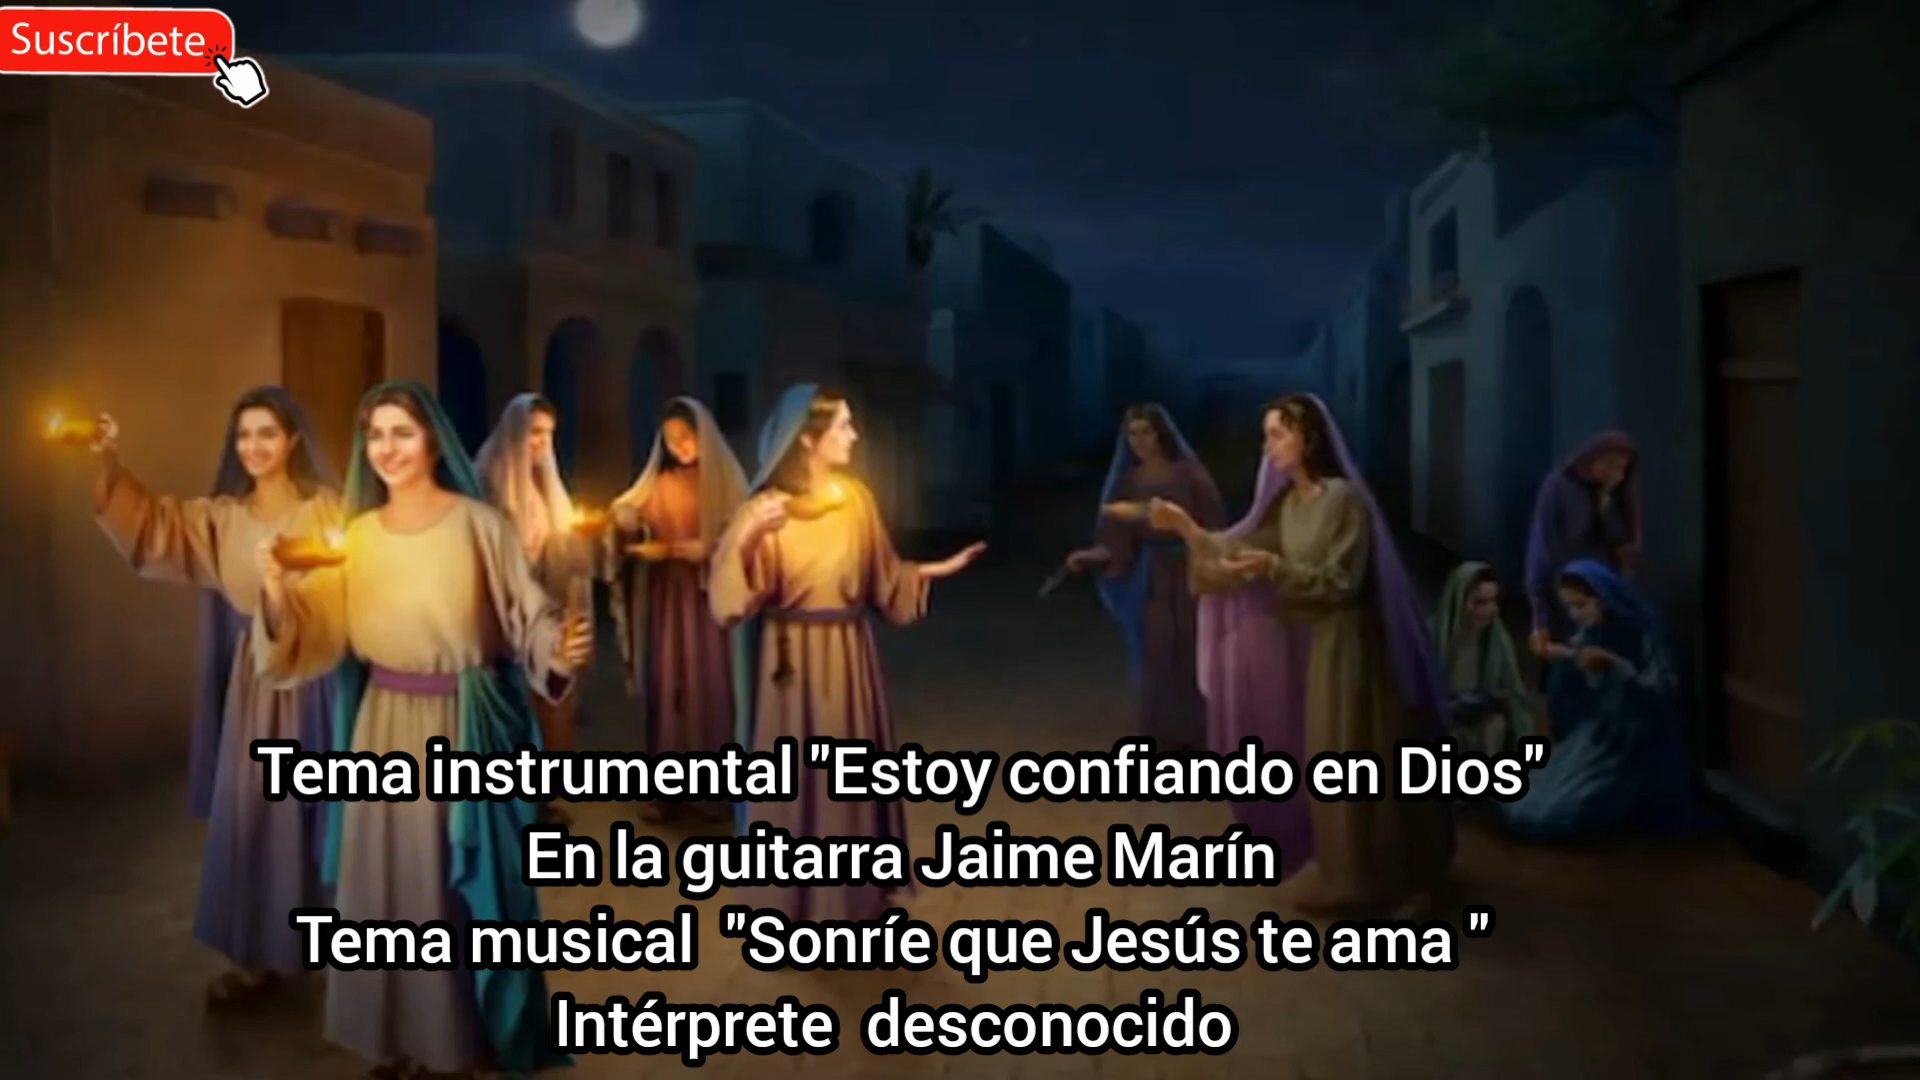 Suscríbete
Tema instrumental "Estoy confiando en Dios"
En la guitarra Jaime Marín
Tema musical "Sonríe que Jesús te ama "
Intérprete desconocido